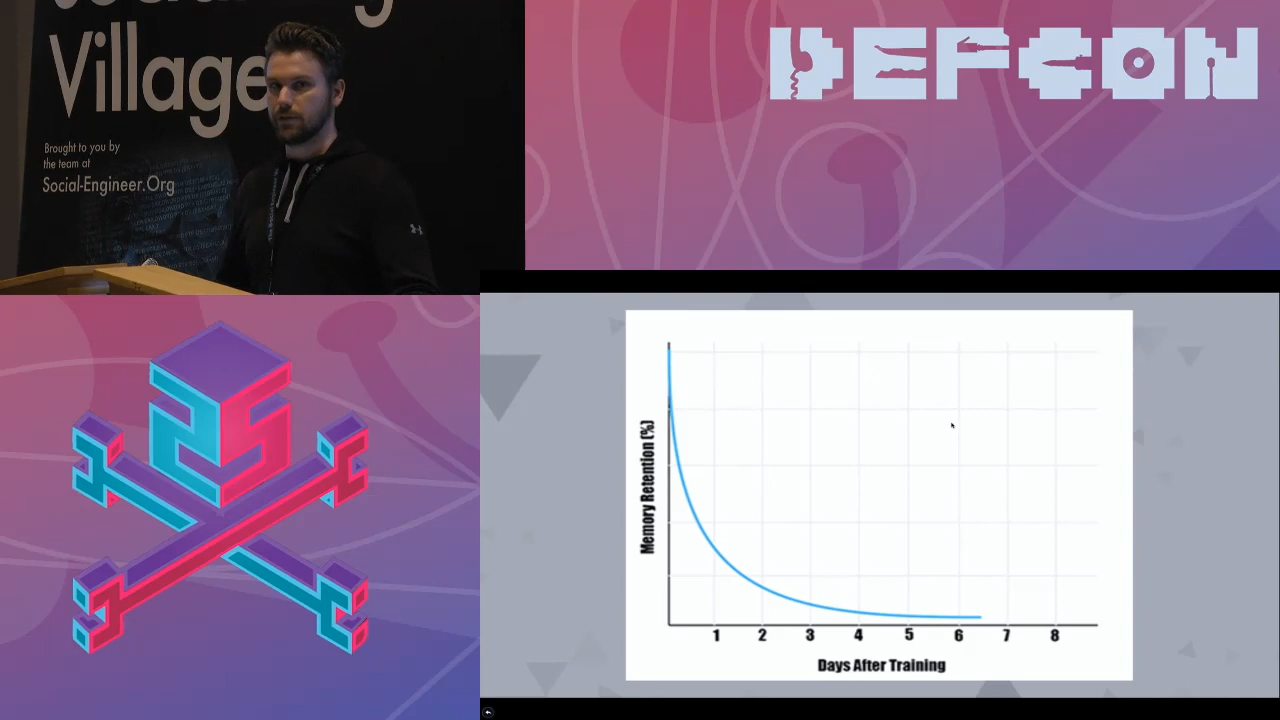 Village
Brought to you by
the team at
Social-Engineer.Org
DEFCON
Memory Retention (%)
1 2 3 4 5 6 7 8
Days After Training